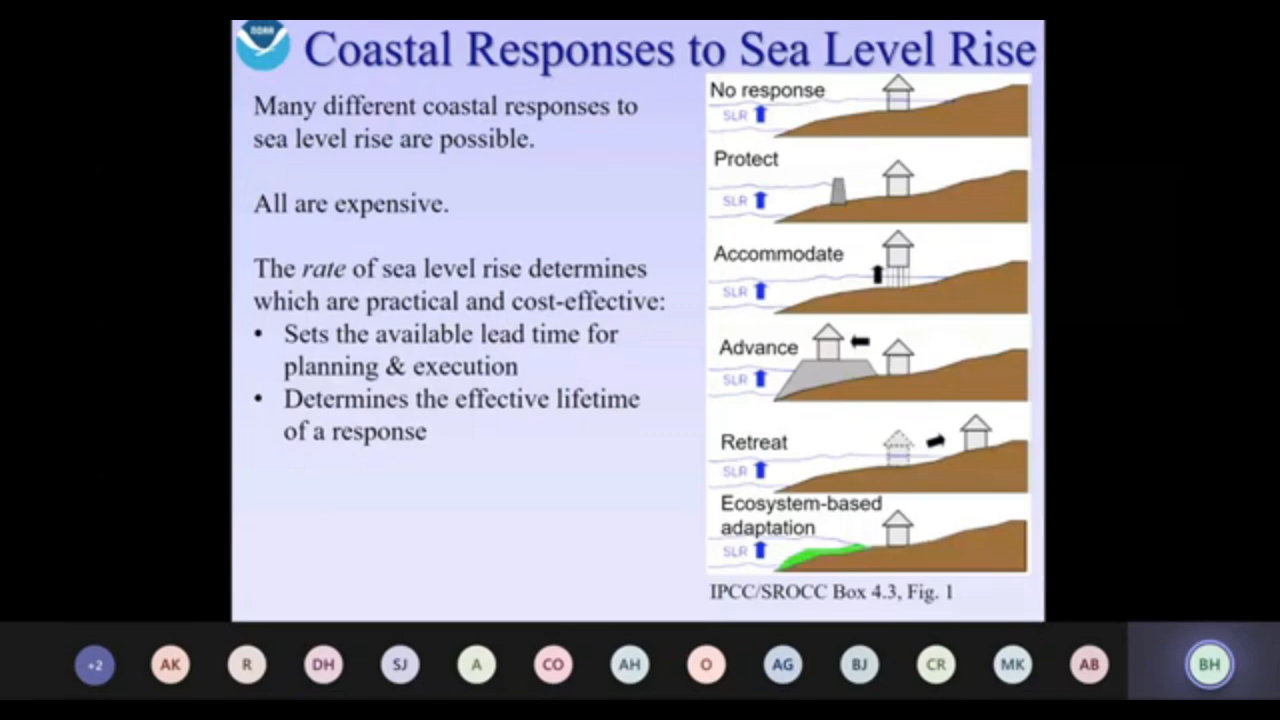 NOAA
Coastal Responses to Sea Level Rise
Many different coastal responses to
sea level rise are possible.
All are expensive.
The rate of sea level rise determines
which are practical and cost-effective:
• Sets the available lead time for
planning & execution
• Determines the effective lifetime
of a response
No response
SLR
Protect
SLR
Accommodate
SLR
Advance
SLR
Retreat
SLR
Ecosystem-based
adaptation
SLR
IPCC/SROCC Box 4.3, Fig. 1
+2 AK R DH SJ A CO AH O AG BJ CR MK AB BH